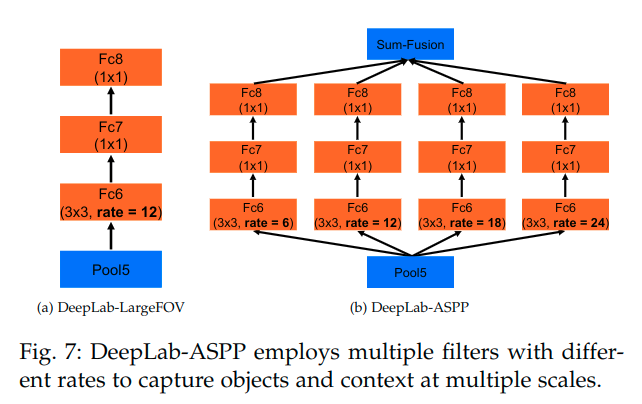 Fc8
(1x1)
Fc7
(1x1)
Fc6
(3x3, rate = 12)
Pool5
(a) DeepLab-LargeFOV
Sum-Fusion
Fc8
(1x1)
Fc8
(1x1)
Fc8
(1x1)
Fc8
(1x1)
Fc7
(1x1)
Fc7
(1x1)
Fc7
(1x1)
Fc7
(1x1)
Fc6
(3x3, rate = 6)
Fc6
(3x3, rate = 12)
Fc6
(3x3, rate = 18)
Fc6
(3x3, rate = 24)
Pool5
(b) DeepLab-ASPP
Fig. 7: DeepLab-ASPP employs multiple filters with differ-
ent rates to capture objects and context at multiple scales.